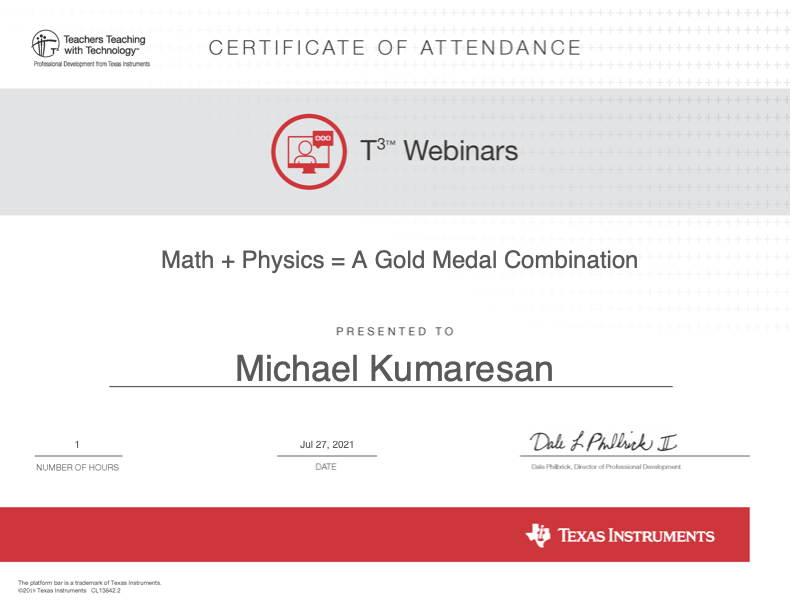 Teachers Teaching
with Technology™
Professional Development from Texas Instruments
CERTIFICATE OF ATTENDANCE
T³™ Webinars
Math + Physics = A Gold Medal Combination
PRESENTED TO
Michael Kumaresan
1
NUMBER OF HOURS
Jul 27, 2021
DATE
Dale L Philbrick II
Dale Philbrick, Director of Professional Development
TEXAS INSTRUMENTS
The platform bar is a trademark of Texas Instruments.
©2019 Texas Instruments CL13842.2